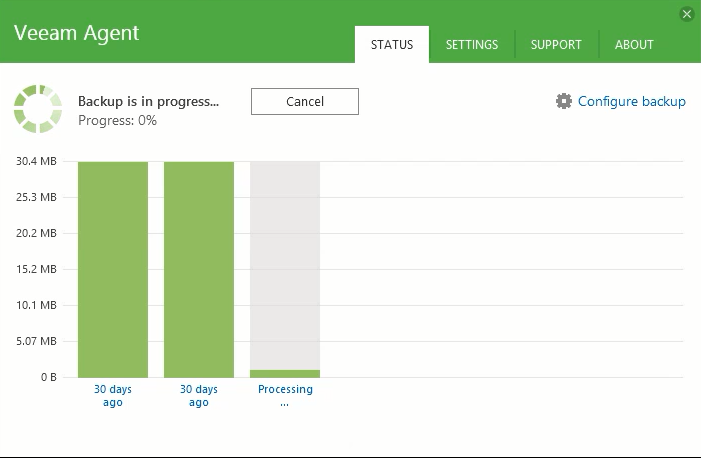 Veeam Agent
STATUS
SETTINGS
SUPPORT
ABOUT
Backup is in progress...
Progress: 0%
Cancel
Configure backup
30.4 MB
25.3 MB
20.2 MB
15.2 MB
10.1 MB
5.07 MB
0 B
30 days
ago
30 days
ago
Processing
...